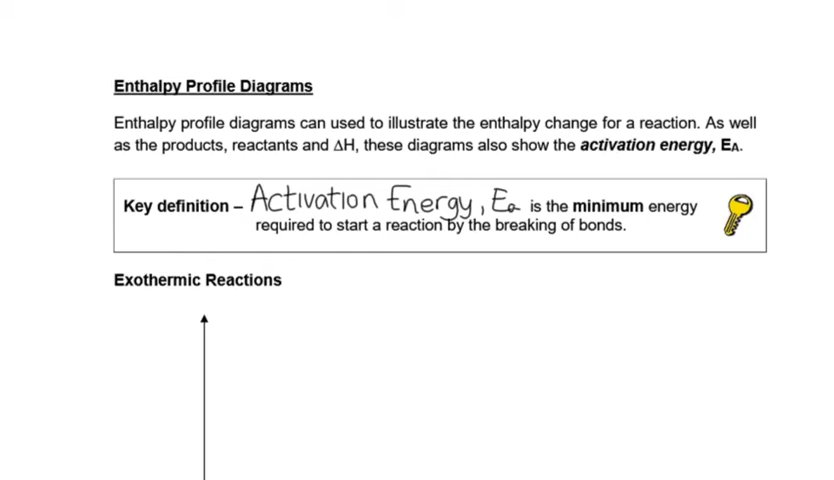 Enthalpy Profile Diagrams
Enthalpy profile diagrams can used to illustrate the enthalpy change for a reaction. As well
as the products, reactants and ΔH, these diagrams also show the activation energy, EA.
Key definition – Activation Energy, Ea is the minimum energy
required to start a reaction by the breaking of bonds.
Exothermic Reactions